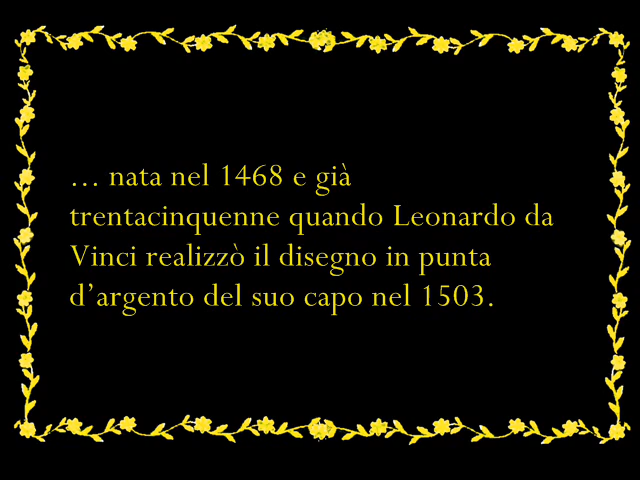 ... nata nel 1468 e già
trentacinquenne quando Leonardo da
Vinci realizzò il disegno in punta
d’argento del suo capo nel 1503.